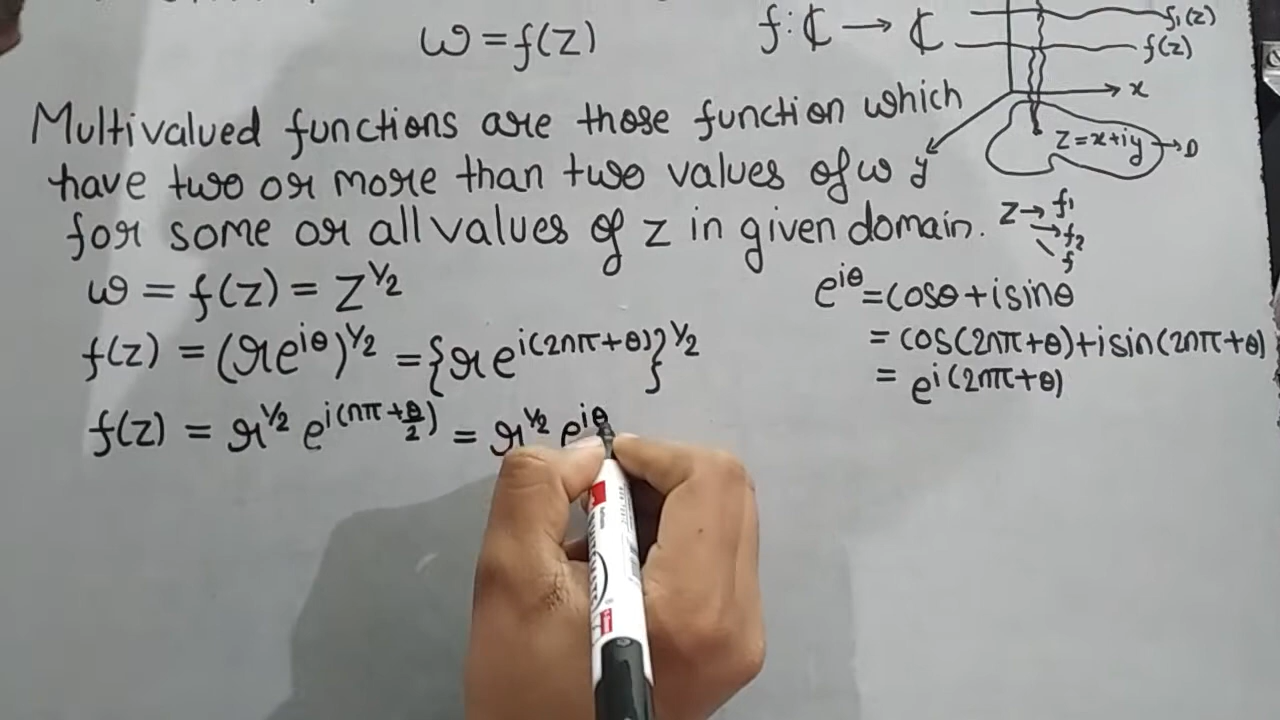 w = f(z)
f: ℂ → ℂ
f₁(z)
f(z)
x
y
z=x+iy → D
Multivalued functions are those function which
have two or more than two values of w
for some or all values of z in given domain.
z → f₁
→ f₂
f
w = f(z) = z^1/2
f(z) = (re^iθ)^1/2 = {re^i(2nπ+θ)}^1/2
f(z) = r^1/2 e^i(nπ+θ/2) = r^1/2 e^iθ
e^iθ = cosθ + isinθ
= cos(2nπ+θ)+isin(2nπ+θ)
= e^i(2nπ+θ)